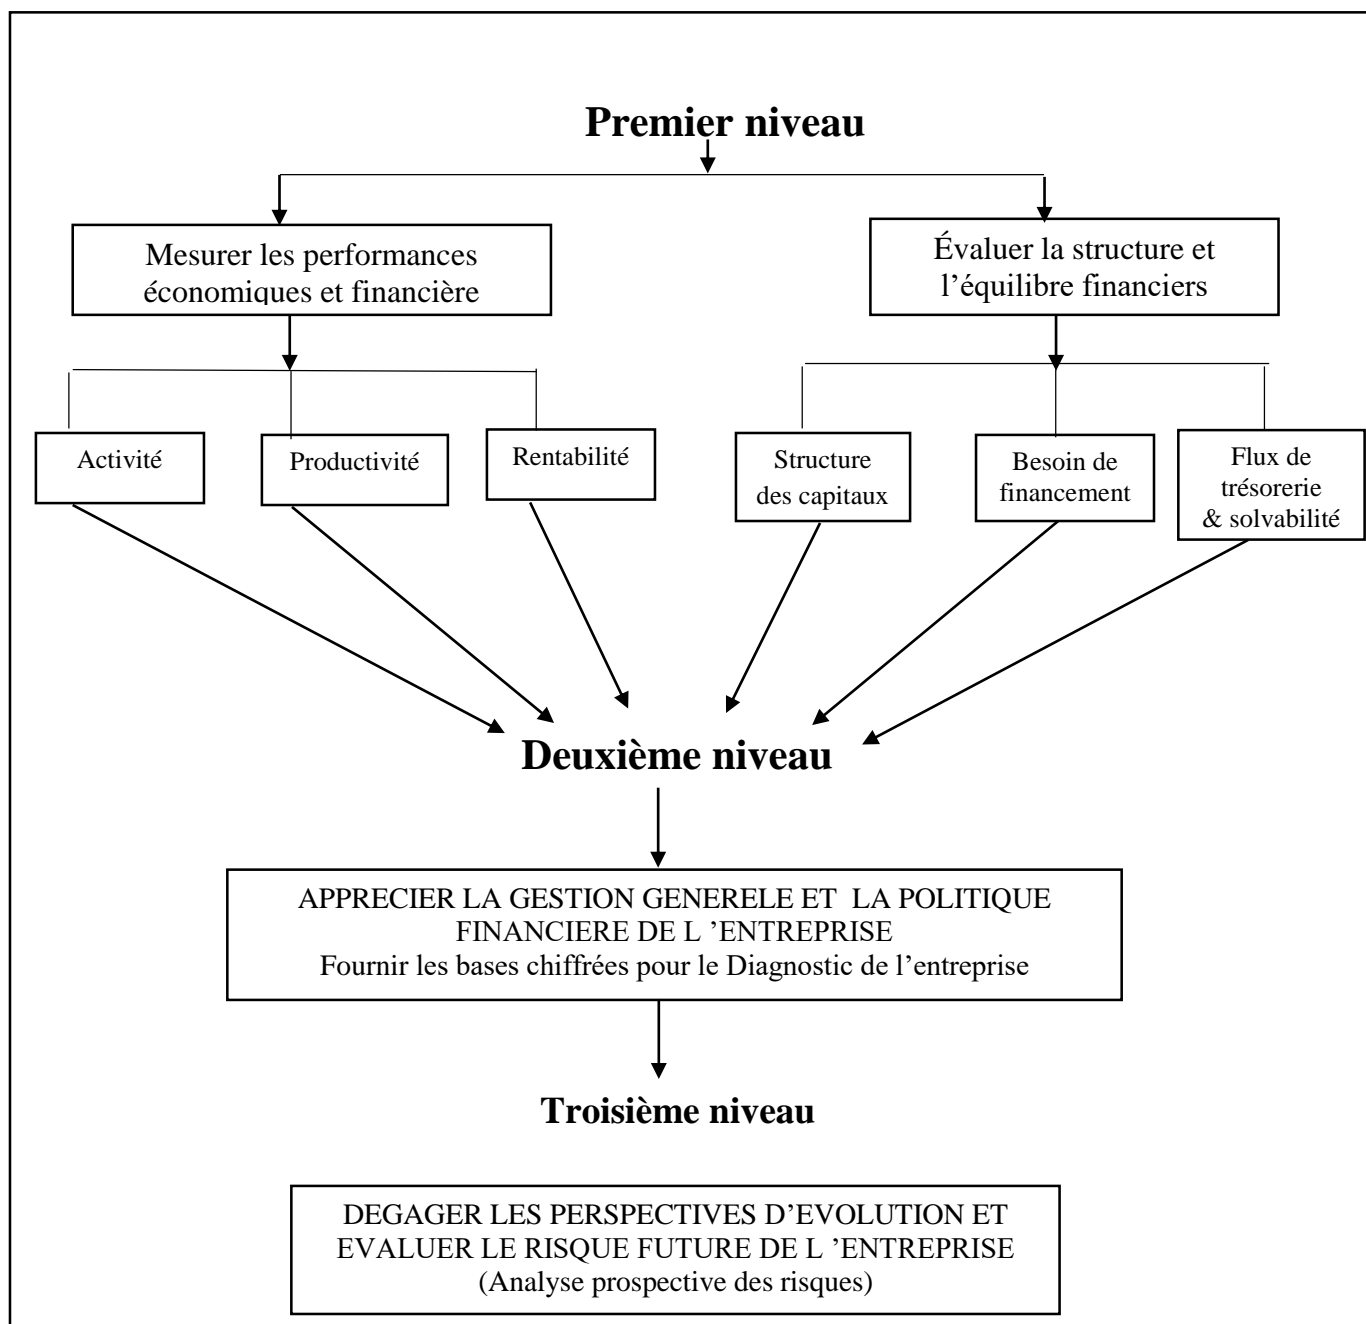 Premier niveau
Mesurer les performances
économiques et financière
Évaluer la structure et
l’équilibre financiers
Activité
Productivité
Rentabilité
Structure
des capitaux
Besoin de
financement
Flux de
trésorerie
& solvabilité
Deuxième niveau
APPRECIER LA GESTION GENERELE ET LA POLITIQUE
FINANCIERE DE L ’ENTREPRISE
Fournir les bases chiffrées pour le Diagnostic de l’entreprise
Troisième niveau
DEGAGER LES PERSPECTIVES D’EVOLUTION ET
EVALUER LE RISQUE FUTURE DE L ’ENTREPRISE
(Analyse prospective des risques)